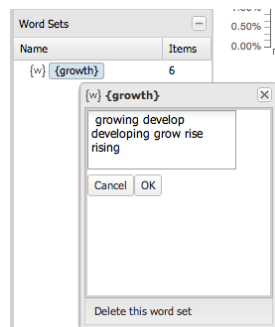 Word Sets
0.50%
Name Items
0.00%
{w} {growth} 6
{w} {growth}
growing develop
developing grow rise
rising
Cancel OK
Delete this word set